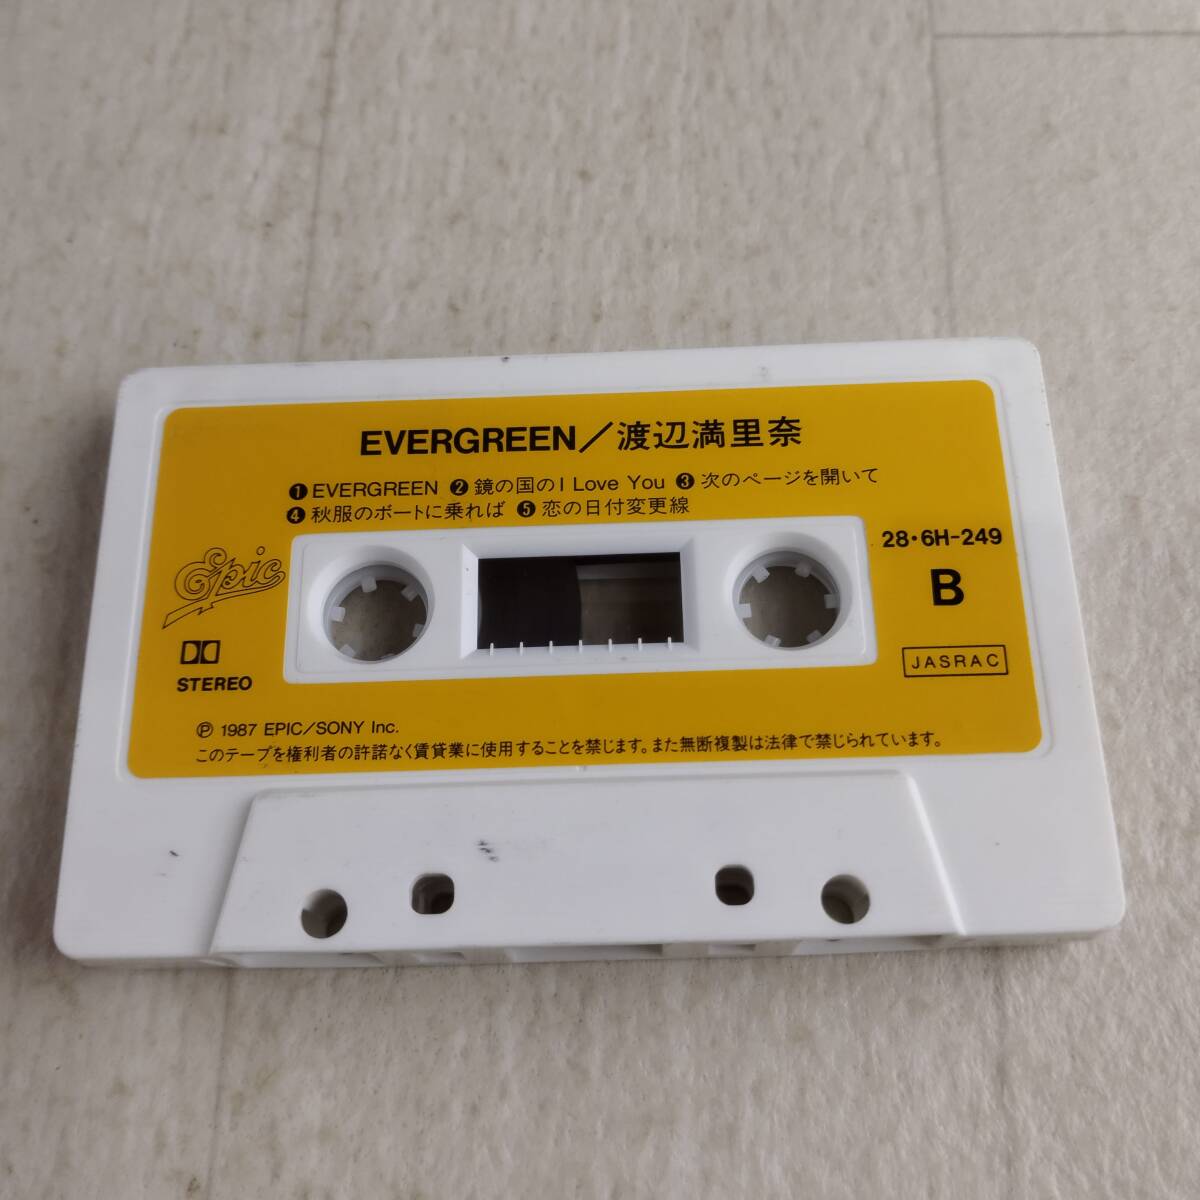 EVERGREEN／渡辺満里奈
❶ EVERGREEN ❷ 鏡の国のI Love You ❸ 次のページを開いて
❹ 秋服のボートに乗れば ❺ 恋の日付変更線
28・6H-249
B
Epic
STEREO
JASRAC
℗ 1987 EPIC／SONY Inc.
このテープを権利者の許諾なく賃貸業に使用することを禁じます。また無断複製は法律で禁じられています。